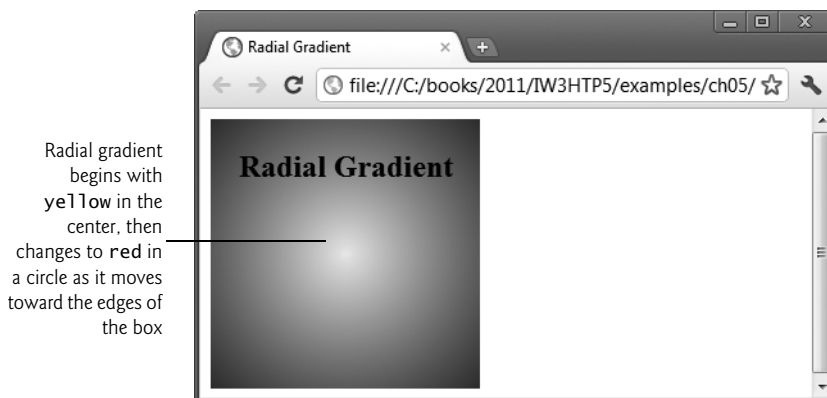 Radial Gradient
file:///C:/books/2011/IW3HTP5/examples/ch05/
Radial Gradient
Radial gradient
begins with
yellow in the
center, then
changes to red in
a circle as it moves
toward the edges of
the box